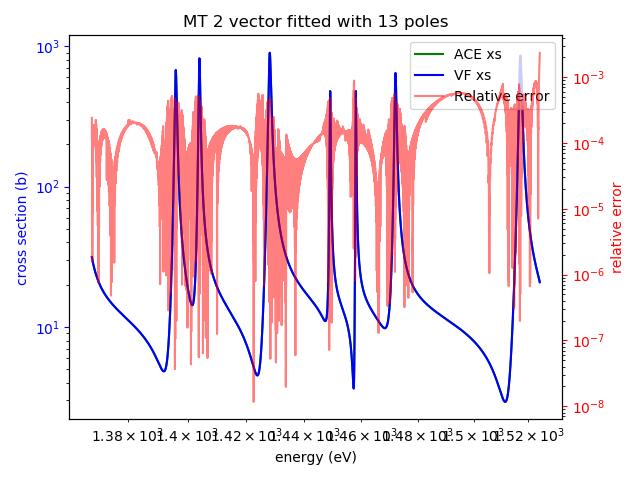 MT 2 vector fitted with 13 poles
ACE xs
VF xs
Relative error
cross section (b)
10³
10²
10¹
relative error
10⁻³
10⁻⁴
10⁻⁵
10⁻⁶
10⁻⁷
10⁻⁸
1.38 × 10³ 1.4 × 10³ 1.42 × 10³ 1.44 × 10³ 1.46 × 10³ 1.48 × 10³ 1.5 × 10³ 1.52 × 10³
energy (eV)